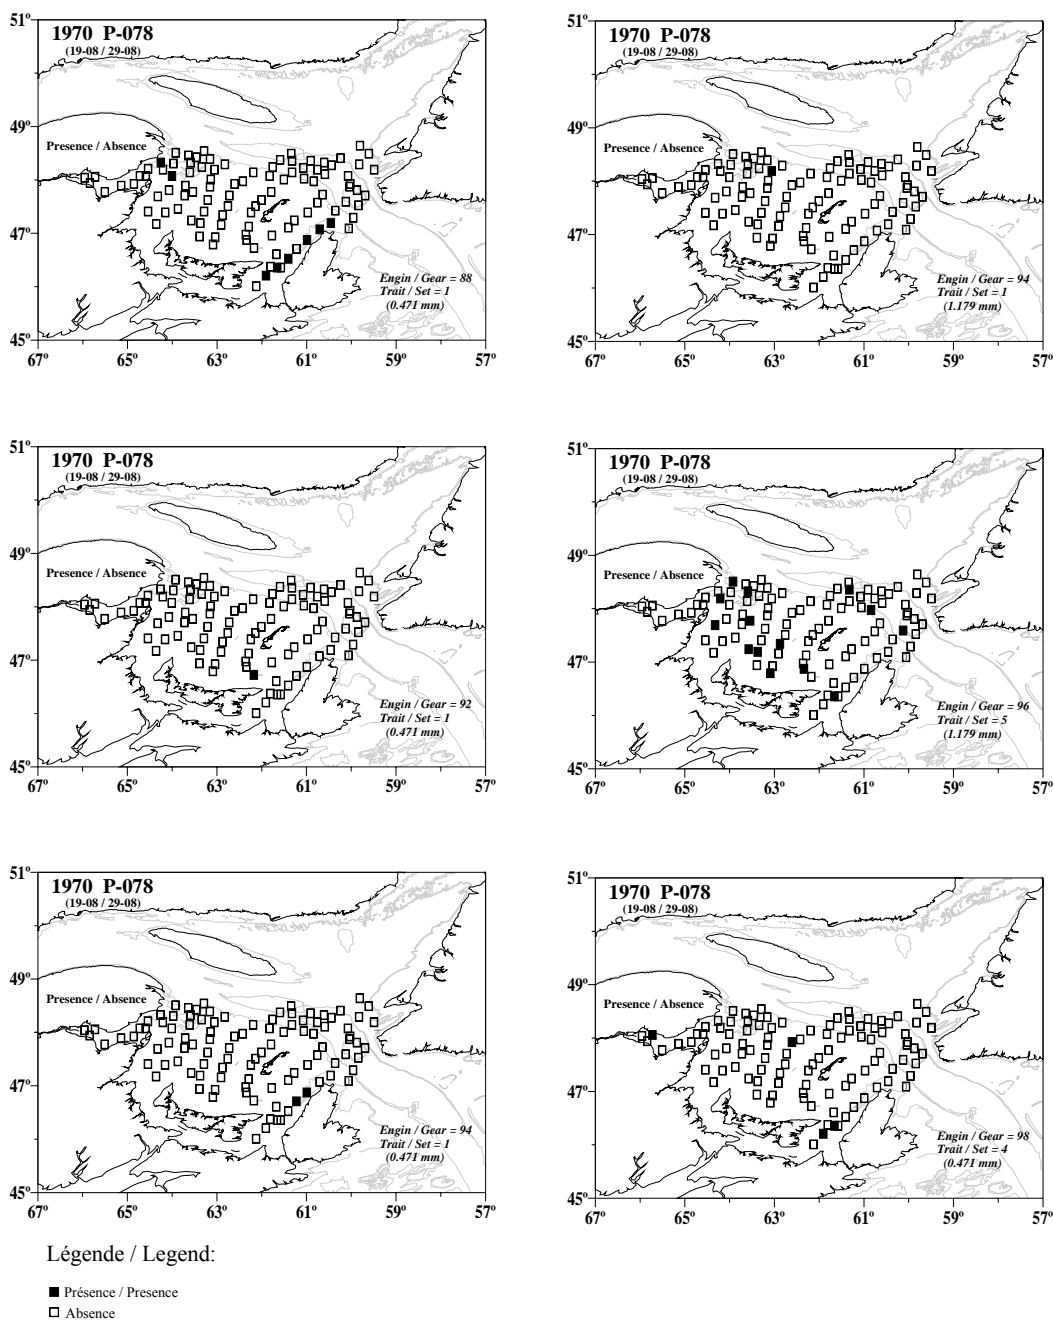 51º
1970 P-078
(19-08 / 29-08)
49º
Presence / Absence
47º
Engin / Gear = 88
Trait / Set = 1
(0.471 mm)
45º
67º 65º 63º 61º 59º 57º
51º
1970 P-078
(19-08 / 29-08)
49º
Presence / Absence
47º
Engin / Gear = 94
Trait / Set = 1
(1.179 mm)
45º
67º 65º 63º 61º 59º 57º
51º
1970 P-078
(19-08 / 29-08)
49º
Presence / Absence
47º
Engin / Gear = 92
Trait / Set = 1
(0.471 mm)
45º
67º 65º 63º 61º 59º 57º
51º
1970 P-078
(19-08 / 29-08)
49º
Presence / Absence
47º
Engin / Gear = 96
Trait / Set = 5
(1.179 mm)
45º
67º 65º 63º 61º 59º 57º
51º
1970 P-078
(19-08 / 29-08)
49º
Presence / Absence
47º
Engin / Gear = 94
Trait / Set = 1
(0.471 mm)
45º
67º 65º 63º 61º 59º 57º
51º
1970 P-078
(19-08 / 29-08)
49º
Presence / Absence
47º
Engin / Gear = 98
Trait / Set = 4
(0.471 mm)
45º
67º 65º 63º 61º 59º 57º
Légende / Legend:
Présence / Presence
Absence